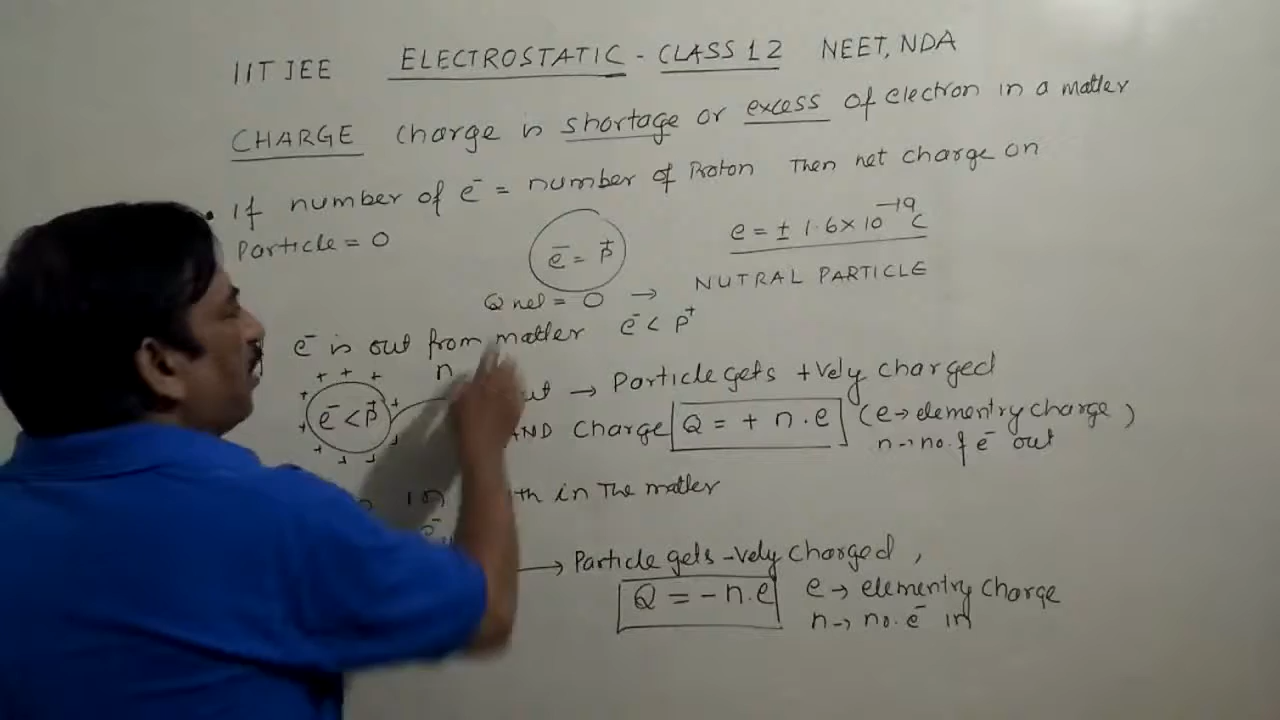 IIT JEE ELECTROSTATIC - CLASS 12 NEET, NDA
CHARGE Charge is shortage or excess of electron in a matter
• If number of e⁻ = number of Proton Then net charge on
Particle = 0
e⁻ = p⁺
e = ± 1.6 × 10⁻¹⁹ C
Q net = 0 → NUTRAL PARTICLE
e⁻ is out from matter e⁻ < p⁺
+ + + + + + + + + +
e⁻ < p⁺
n
→ Particle gets +vely charged
AND Charge Q = + n.e (e → elementry charge)
n → no. of e⁻ out
in The matter
→ Particle gets -vely charged,
Q = - n.e e → elementry charge
n → no. e⁻ in